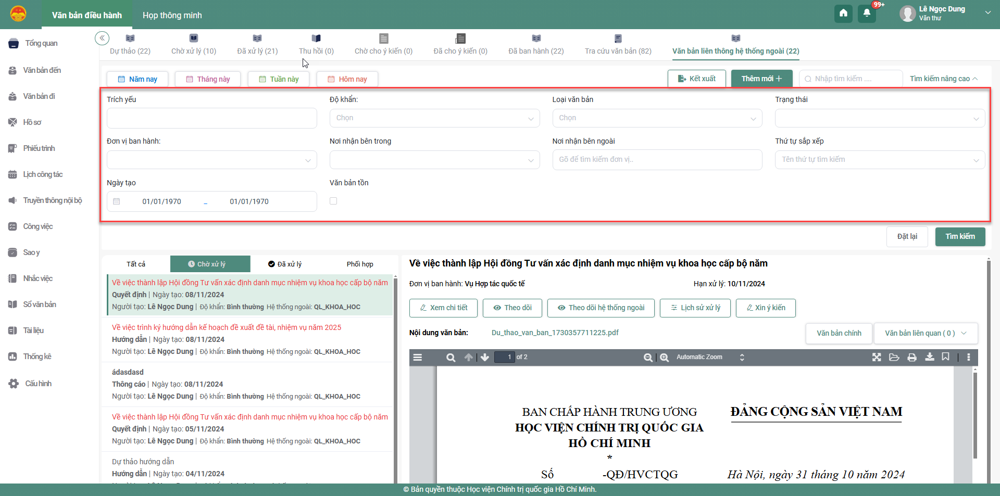 Văn bản điều hành
Họp thông minh
99+
Lê Ngọc Dung
Văn thư
Tổng quan
Văn bản đến
Văn bản đi
Hồ sơ
Phiếu trình
Lịch công tác
Truyền thông nội bộ
Công việc
Sao y
Nhắc việc
Sổ văn bản
Tài liệu
Thống kê
Cấu hình
Dự thảo (22)
Chờ xử lý (10)
Đã xử lý (21)
Thu hồi (0)
Chờ cho ý kiến (0)
Đã cho ý kiến (0)
Đã ban hành (22)
Tra cứu văn bản (82)
Văn bản liên thông hệ thống ngoài (22)
Năm nay
Tháng này
Tuần này
Hôm nay
Kết xuất
Thêm mới
Nhập tìm kiếm ....
Tìm kiếm nâng cao
Trích yếu
Độ khẩn:
Loại văn bản
Trạng thái
Chọn
Chọn
Đơn vị ban hành:
Nơi nhận bên trong
Nơi nhận bên ngoài
Thứ tự sắp xếp
Gõ để tìm kiếm đơn vị..
Tên thứ tự tìm kiếm
Ngày tạo
Văn bản tồn
01/01/1970 – 01/01/1970
Đặt lại
Tìm kiếm
Tất cả
Chờ xử lý
Đã xử lý
Phối hợp
Về việc thành lập Hội đồng Tư vấn xác định danh mục nhiệm vụ khoa học cấp bộ năm
Quyết định | Ngày tạo: 08/11/2024
Người tạo: Lê Ngọc Dung | Độ khẩn: Bình thường Hệ thống ngoài: QL_KHOA_HOC
Về việc trình ký hướng dẫn kế hoạch đề xuất đề tài, nhiệm vụ năm 2025
Hướng dẫn | Ngày tạo: 08/11/2024
Người tạo: Lê Ngọc Dung | Độ khẩn: Bình thường Hệ thống ngoài: QL_KHOA_HOC
ádasdasd
Thông cáo | Ngày tạo: 08/11/2024
Người tạo: Lê Ngọc Dung | Độ khẩn: Bình thường Hệ thống ngoài: QL_KHOA_HOC
Về việc thành lập Hội đồng Tư vấn xác định danh mục nhiệm vụ khoa học cấp bộ năm
Quyết định | Ngày tạo: 05/11/2024
Người tạo: Lê Ngọc Dung | Độ khẩn: Bình thường Hệ thống ngoài: QL_KHOA_HOC
Dự thảo hướng dẫn
Hướng dẫn | Ngày tạo: 04/11/2024
Về việc thành lập Hội đồng Tư vấn xác định danh mục nhiệm vụ khoa học cấp bộ năm
Đơn vị ban hành: Vụ Hợp tác quốc tế
Hạn xử lý: 10/11/2024
Xem chi tiết
Theo dõi
Theo dõi hệ thống ngoài
Lịch sử xử lý
Xin ý kiến
Nội dung văn bản:
Du_thao_van_ban_1730357711225.pdf
Văn bản chính
Văn bản liên quan ( 0 )
1 of 2
Automatic Zoom
BAN CHẤP HÀNH TRUNG ƯƠNG
ĐẢNG CỘNG SẢN VIỆT NAM
HỌC VIỆN CHÍNH TRỊ QUỐC GIA
HỒ CHÍ MINH
*
Số -QĐ/HVCTQG
Hà Nội, ngày 31 tháng 10 năm 2024
© Bản quyền thuộc Học viện Chính trị quốc gia Hồ Chí Minh.